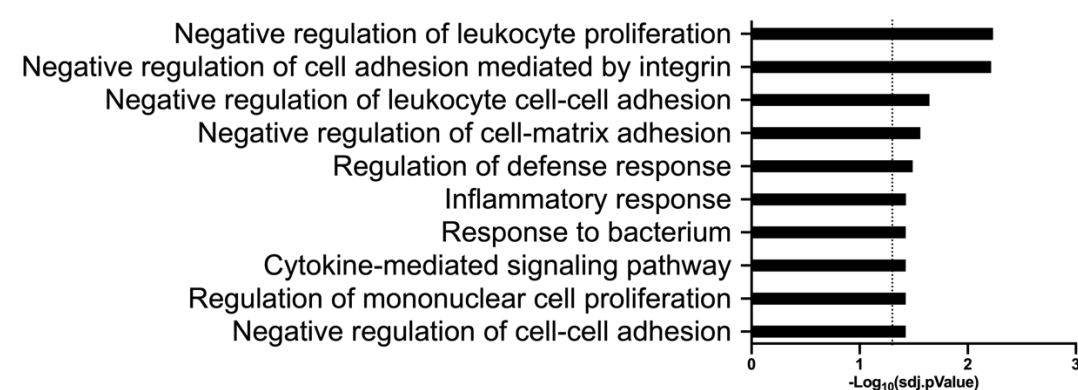 Negative regulation of leukocyte proliferation
Negative regulation of cell adhesion mediated by integrin
Negative regulation of leukocyte cell-cell adhesion
Negative regulation of cell-matrix adhesion
Regulation of defense response
Inflammatory response
Response to bacterium
Cytokine-mediated signaling pathway
Regulation of mononuclear cell proliferation
Negative regulation of cell-cell adhesion
0 1 2 3
-Log₁₀(sdj.pValue)